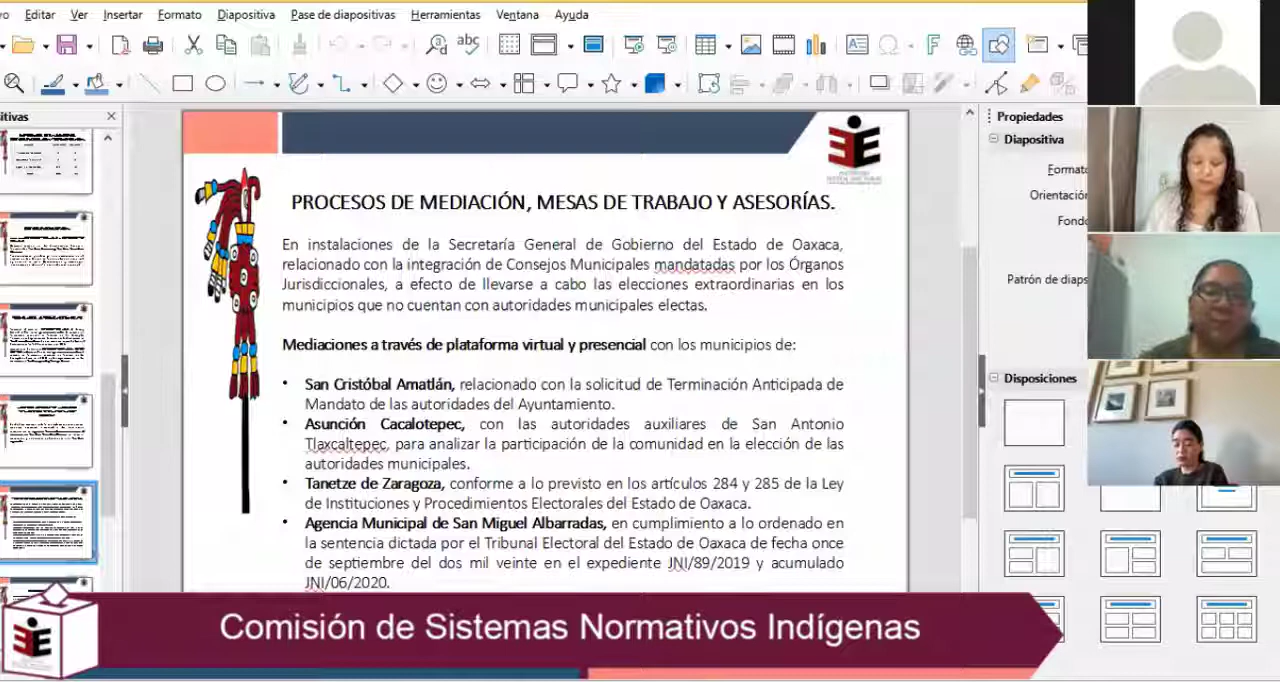 Editar Ver Insertar Formato Diapositiva Pase de diapositivas Herramientas Ventana Ayuda
abc
A
F
itivas
Propiedades
Diapositiva
Formato
Orientación
Fondo
Patrón de diaps
Disposiciones
PROCESOS DE MEDIACIÓN, MESAS DE TRABAJO Y ASESORÍAS.
En instalaciones de la Secretaría General de Gobierno del Estado de Oaxaca,
relacionado con la integración de Consejos Municipales mandatadas por los Órganos
Jurisdiccionales, a efecto de llevarse a cabo las elecciones extraordinarias en los
municipios que no cuentan con autoridades municipales electas.
Mediaciones a través de plataforma virtual y presencial con los municipios de:
• San Cristóbal Amatlán, relacionado con la solicitud de Terminación Anticipada de
Mandato de las autoridades del Ayuntamiento.
• Asunción Cacalotepec, con las autoridades auxiliares de San Antonio
Tlaxcaltepec, para analizar la participación de la comunidad en la elección de las
autoridades municipales.
• Tanetze de Zaragoza, conforme a lo previsto en los artículos 284 y 285 de la Ley
de Instituciones y Procedimientos Electorales del Estado de Oaxaca.
• Agencia Municipal de San Miguel Albarradas, en cumplimiento a lo ordenado en
la sentencia dictada por el Tribunal Electoral del Estado de Oaxaca de fecha once
de septiembre del dos mil veinte en el expediente JNI/89/2019 y acumulado
JNI/06/2020.
Comisión de Sistemas Normativos Indígenas